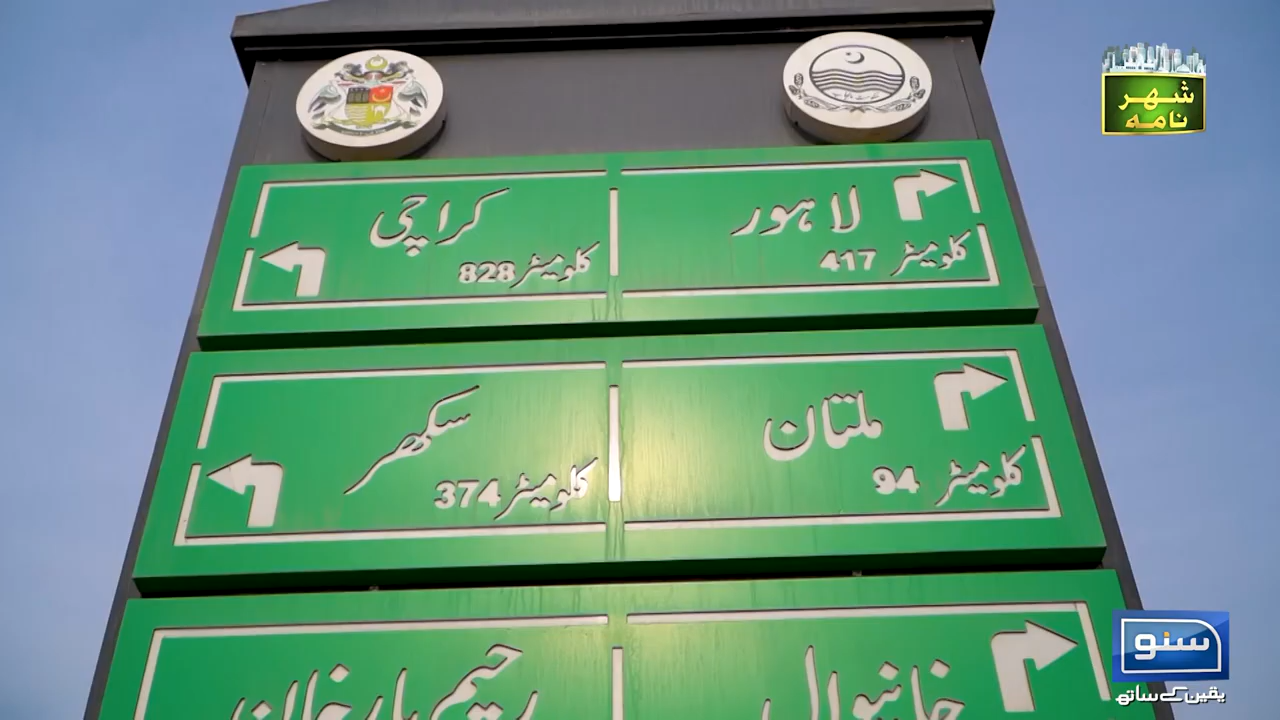 شہر
نامہ
لاہور
کلومیٹر 417
کراچی
کلومیٹر 828
ملتان
کلومیٹر 94
سکھر
کلومیٹر 374
خانیوال
رحیم یار خان
سنو
یقین کے ساتھ